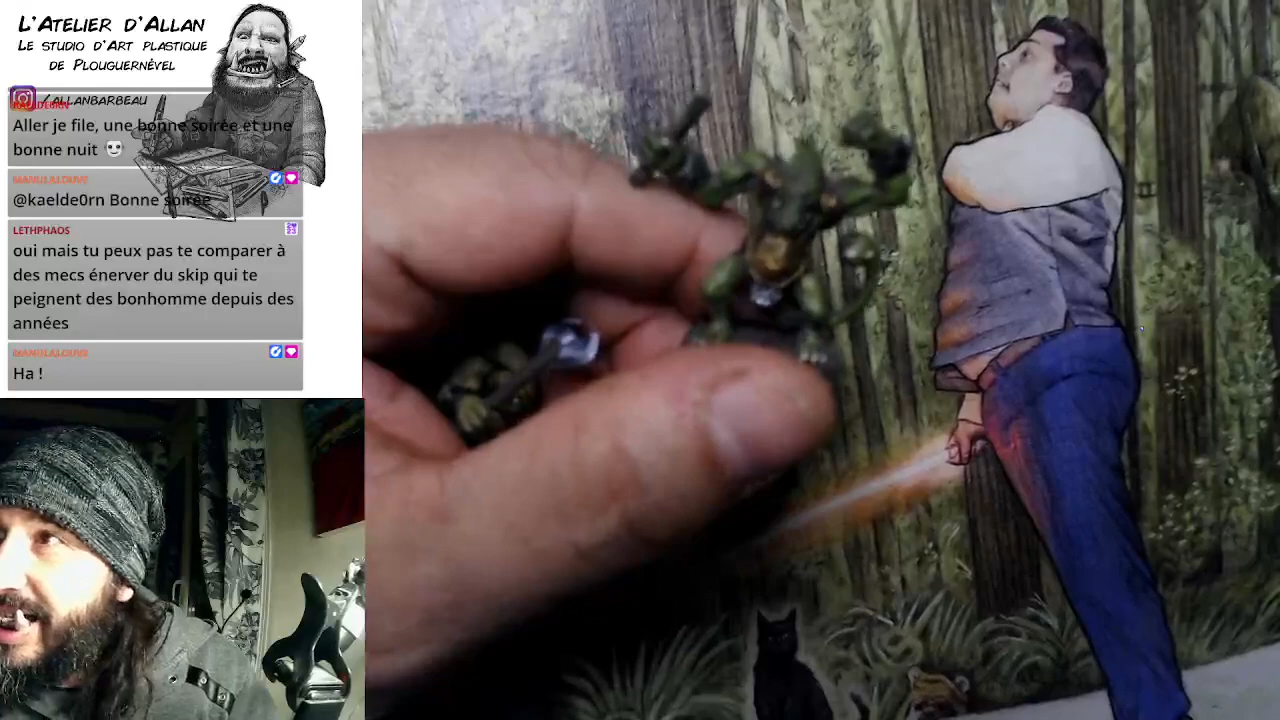 L'Atelier d'Allan
Le studio d'Art plastique
de Plouguernével
/allanbarbeau
Aller je file, une bonne soirée et une
bonne nuit
MANULALOUVE
@kaelde0rn Bonne soirée
LETHPHAOS
oui mais tu peux pas te comparer à
des mecs énerver du skip qui te
peignent des bonhomme depuis des
années
MANULALOUVE
Ha !